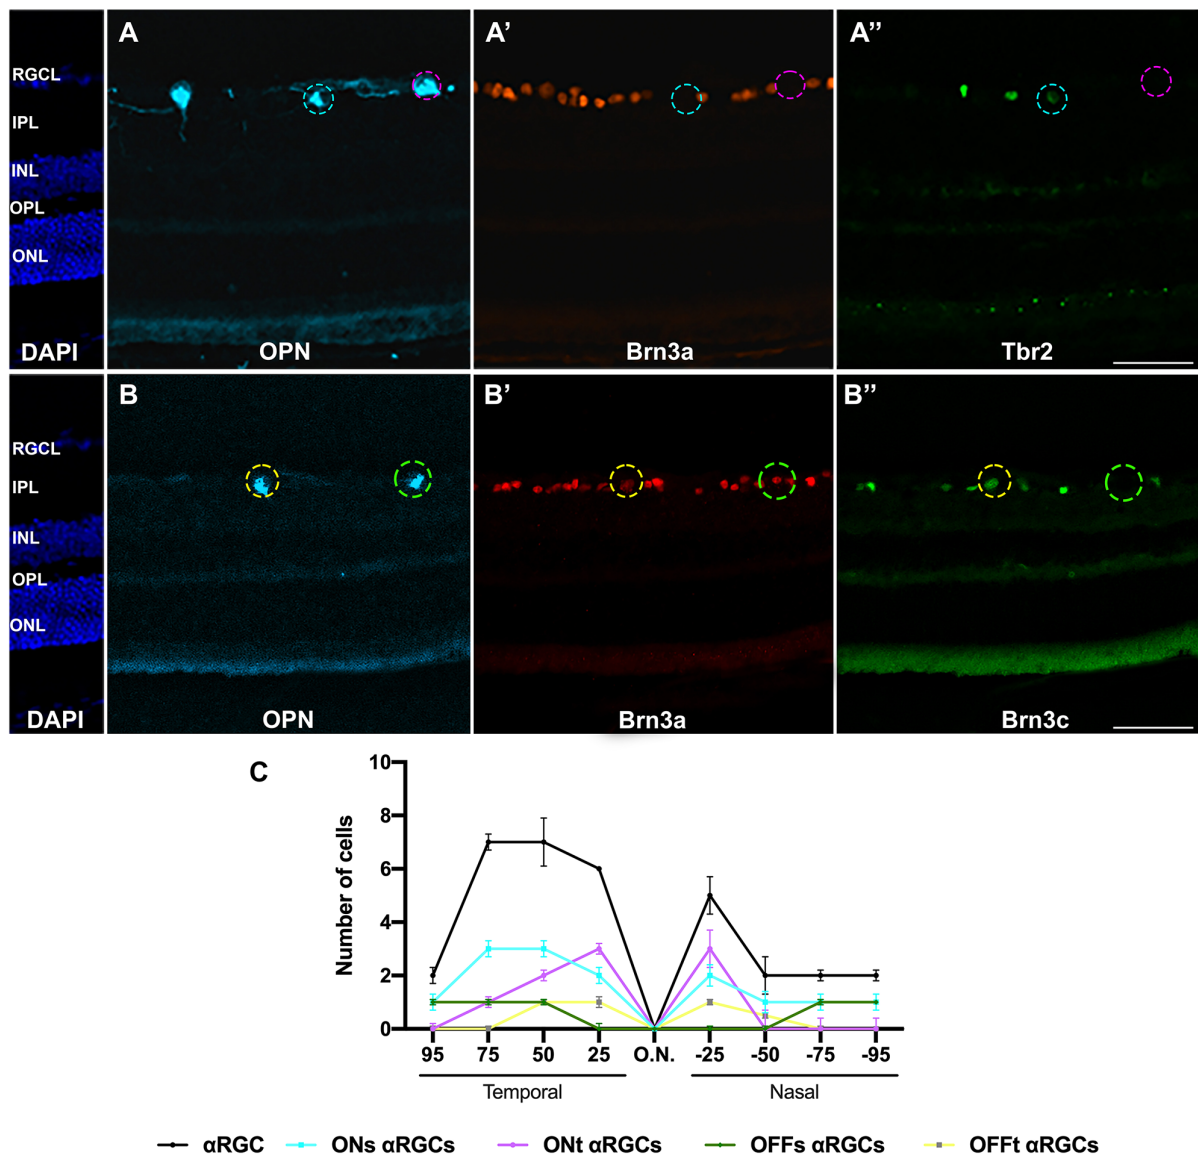 A
A’
A’’
RGCL
IPL
INL
OPL
ONL
DAPI
OPN
Brn3a
Tbr2
B
B’
B’’
RGCL
IPL
INL
OPL
ONL
DAPI
OPN
Brn3a
Brn3c
C
Number of cells
10
8
6
4
2
0
95 75 50 25 O.N. -25 -50 -75 -95
Temporal Nasal
αRGC ONs αRGCs ONt αRGCs OFFs αRGCs OFFt αRGCs